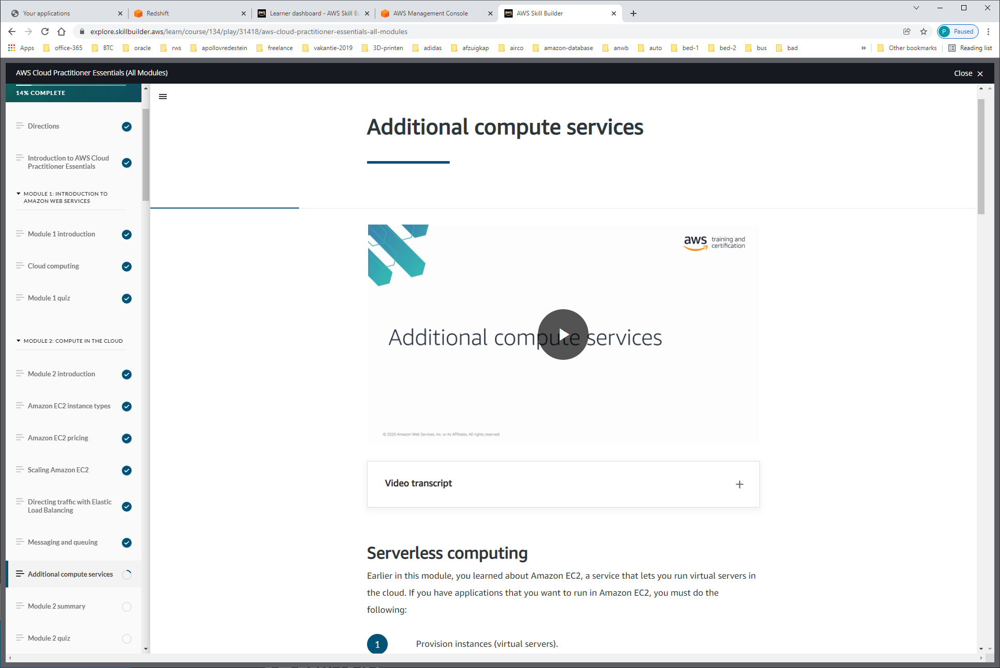 Your applications
Redshift
Learner dashboard - AWS Skill Bu
AWS Management Console
AWS Skill Builder
explore.skillbuilder.aws/learn/course/134/play/31418/aws-cloud-practitioner-essentials-all-modules
P Paused
Apps office-365 BTC oracle rws apollovredestein freelance vakantie-2019 3D-printen adidas afzuigkap airco amazon-database anwb auto bed-1 bed-2 bus bad » Other bookmarks Reading list
AWS Cloud Practitioner Essentials (All Modules)
Close
14% COMPLETE
Directions
Introduction to AWS Cloud
Practitioner Essentials
MODULE 1: INTRODUCTION TO
AMAZON WEB SERVICES
Module 1 introduction
Cloud computing
Module 1 quiz
MODULE 2: COMPUTE IN THE CLOUD
Module 2 introduction
Amazon EC2 instance types
Amazon EC2 pricing
Scaling Amazon EC2
Directing traffic with Elastic
Load Balancing
Messaging and queuing
Additional compute services
Module 2 summary
Module 2 quiz
Additional compute services
aws training and
certification
Additional compute services
© 2020 Amazon Web Services, Inc. or its Affiliates. All rights reserved.
Video transcript
Serverless computing
Earlier in this module, you learned about Amazon EC2, a service that lets you run virtual servers in
the cloud. If you have applications that you want to run in Amazon EC2, you must do the
following:
1 Provision instances (virtual servers).